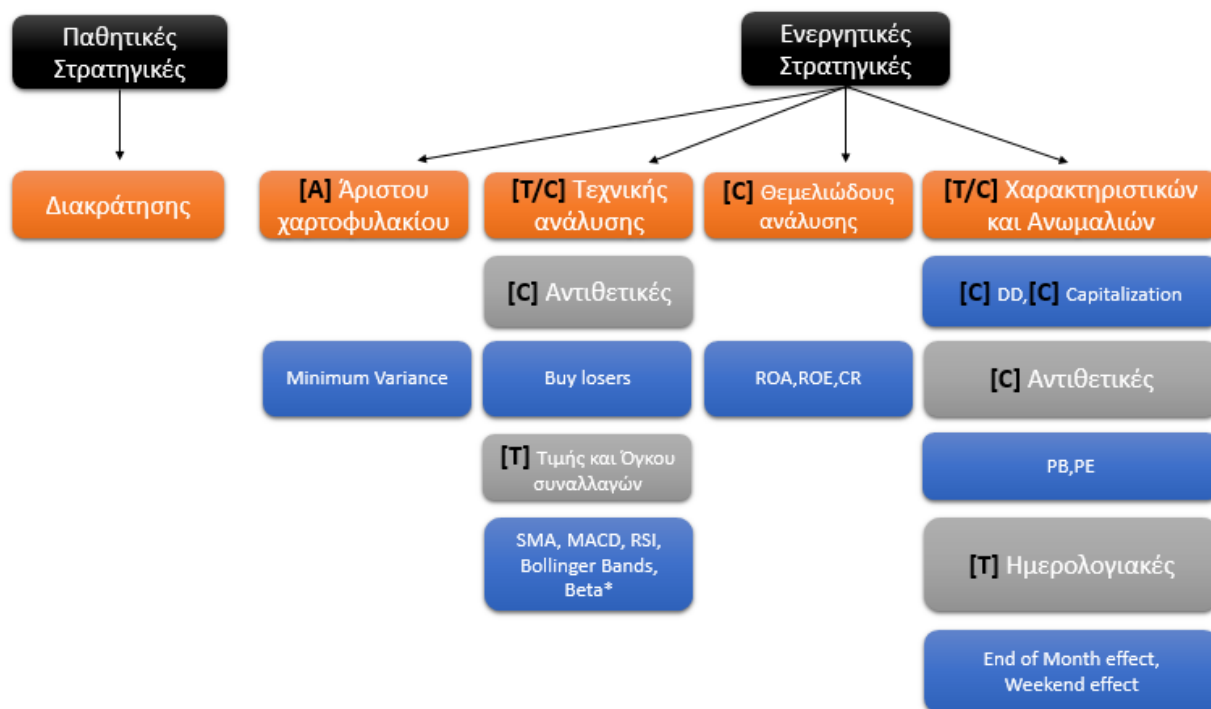 Παθητικές
Στρατηγικές
Ενεργητικές
Στρατηγικές
Διακράτησης
[A] Άριστου
χαρτοφυλακίου
[T/C] Τεχνικής
ανάλυσης
[C] Θεμελιώδους
ανάλυσης
[T/C] Χαρακτηριστικών
και Ανωμαλιών
[C] Αντιθετικές
[C] DD,[C] Capitalization
Minimum Variance
Buy losers
ROA,ROE,CR
[C] Αντιθετικές
[T] Τιμής και Όγκου
συναλλαγών
PB,PE
SMA, MACD, RSI,
Bollinger Bands,
Beta*
[T] Ημερολογιακές
End of Month effect,
Weekend effect